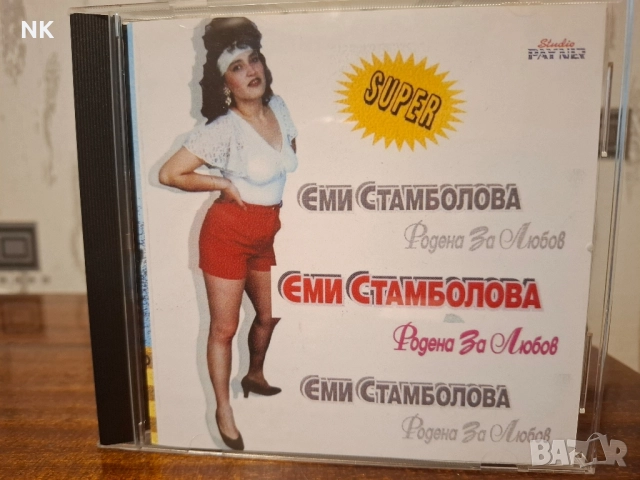 NK
Studio
PAYNER
SUPER
ЕМИ СТАМБОЛОВА
Родена За Любов
ЕМИ СТАМБОЛОВА
Родена За Любов
ЕМИ СТАМБОЛОВА
Родена За Любов
BAZAR